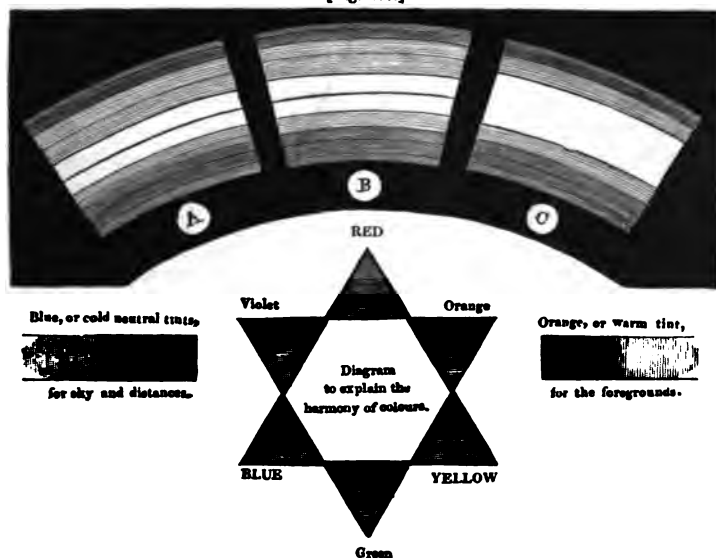 A
B
C
RED
Violet
Orange
Blue, or cold neutral tints,
for sky and distances.
Diagram
to explain the
harmony of colours.
Orange, or warm tint,
for the foregrounds.
BLUE
YELLOW
Green